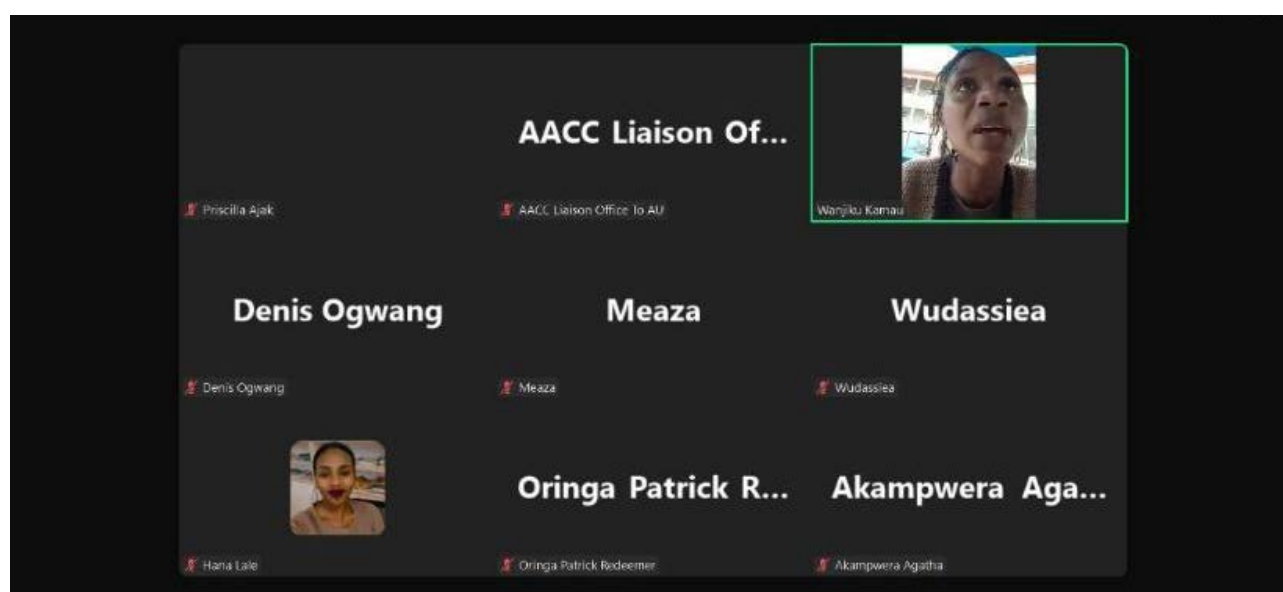 AACC Liaison Of...
Priscilla Ajak
AACC Liaison Office To AU
Wanjiku Kamau
Denis Ogwang
Meaza
Wudassiea
Denis Ogwang
Meaza
Wudassiea
Oringa Patrick R...
Akampwera Aga...
Hana Lale
Oringa Patrick Redeemer
Akampwera Agatha